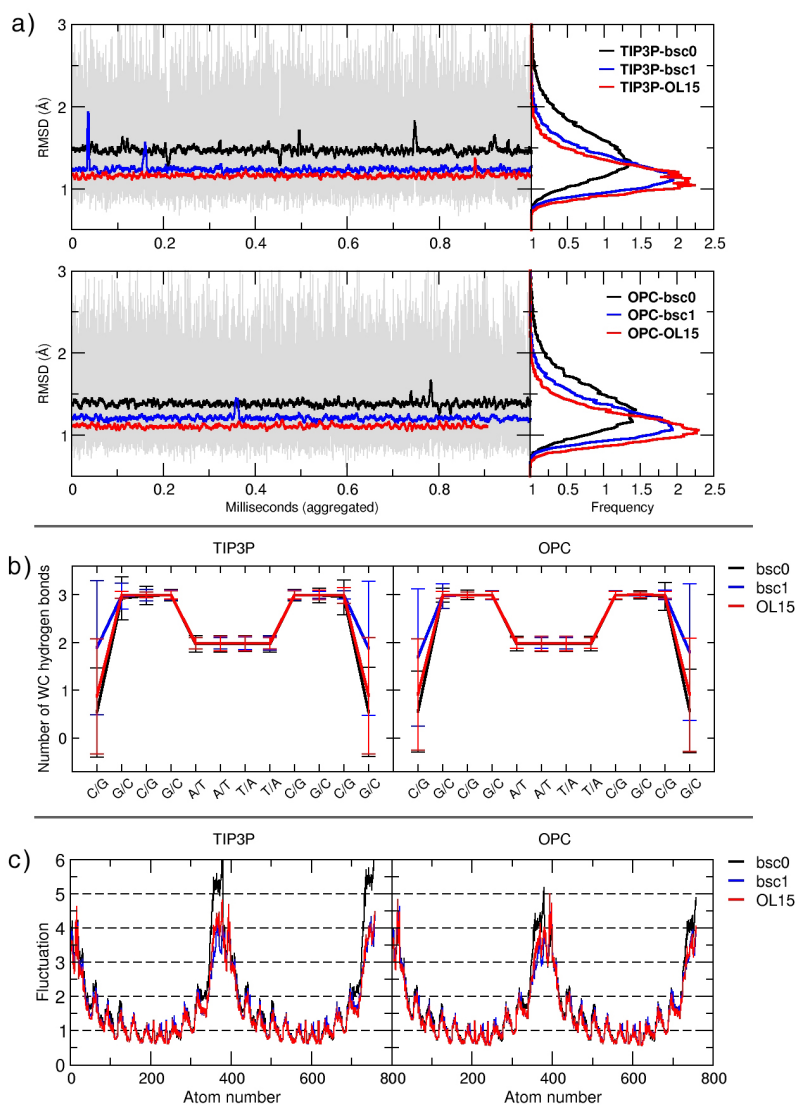 a)
3
2
1
RMSD (Å)
TIP3P-bsc0
TIP3P-bsc1
TIP3P-OL15
0 0.2 0.4 0.6 0.8 1 0.5 1 1.5 2 2.5
3
2
1
RMSD (Å)
OPC-bsc0
OPC-bsc1
OPC-OL15
0 0.2 0.4 0.6 0.8 1 0.5 1 1.5 2 2.5
Milliseconds (aggregated) Frequency
TIP3P OPC
b)
3
2
1
0
Number of WC hydrogen bonds
bsc0
bsc1
OL15
C/G G/C C/G G/C A/T A/T T/A T/A C/G G/C C/G G/C C/G G/C C/G G/C A/T A/T T/A T/A C/G G/C C/G G/C
TIP3P OPC
c)
6
5
4
3
2
1
0
Fluctuation
bsc0
bsc1
OL15
0 200 400 600 800 200 400 600 800
Atom number Atom number